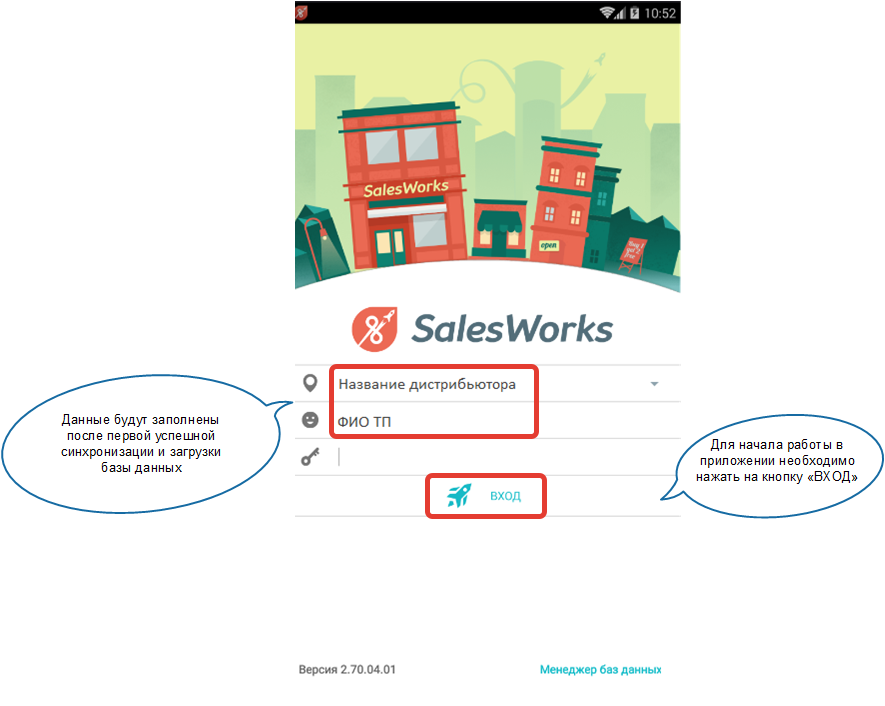 10:52
SalesWorks
open
SalesWorks
Название дистрибьютора
ФИО ТП
ВХОД
Данные будут заполнены
после первой успешной
синхронизации и загрузки
базы данных
Для начала работы в
приложении необходимо
нажать на кнопку «ВХОД»
Версия 2.70.04.01
Менеджер баз данных